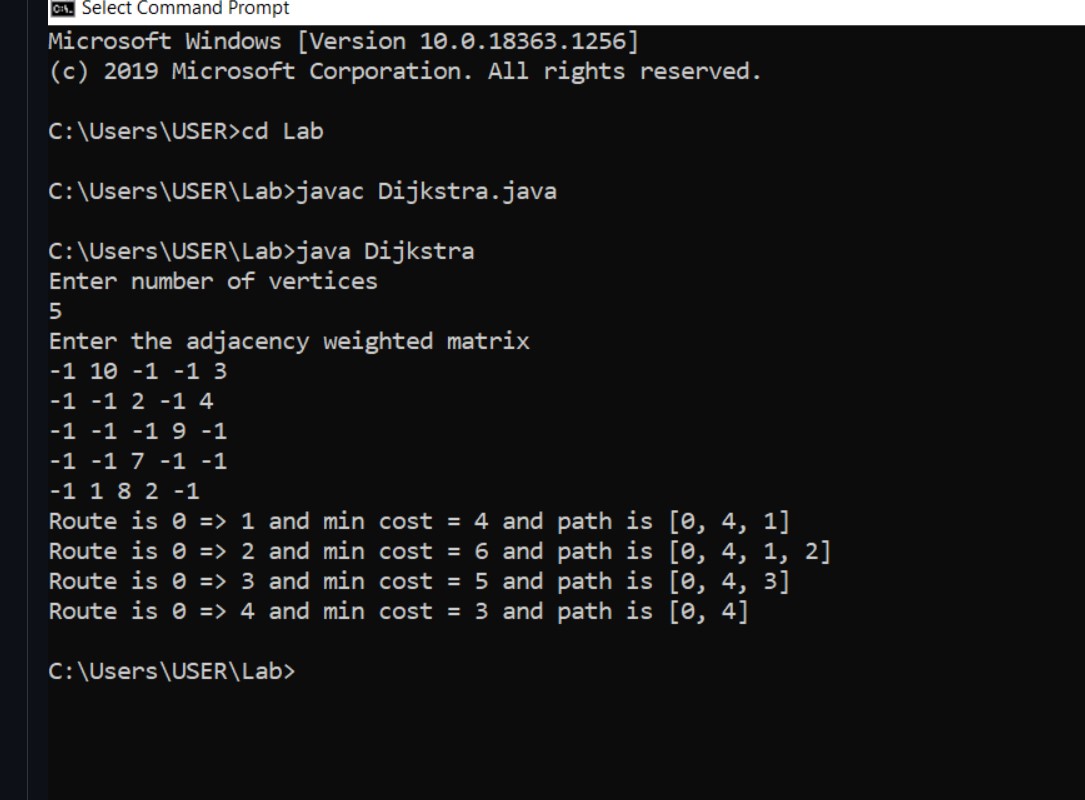 Select Command Prompt
Microsoft Windows [Version 10.0.18363.1256]
(c) 2019 Microsoft Corporation. All rights reserved.
C:\Users\USER>cd Lab
C:\Users\USER\Lab>javac Dijkstra.java
C:\Users\USER\Lab>java Dijkstra
Enter number of vertices
5
Enter the adjacency weighted matrix
-1 10 -1 -1 3
-1 -1 2 -1 4
-1 -1 -1 9 -1
-1 -1 7 -1 -1
-1 1 8 2 -1
Route is 0 => 1 and min cost = 4 and path is [0, 4, 1]
Route is 0 => 2 and min cost = 6 and path is [0, 4, 1, 2]
Route is 0 => 3 and min cost = 5 and path is [0, 4, 3]
Route is 0 => 4 and min cost = 3 and path is [0, 4]
C:\Users\USER\Lab>